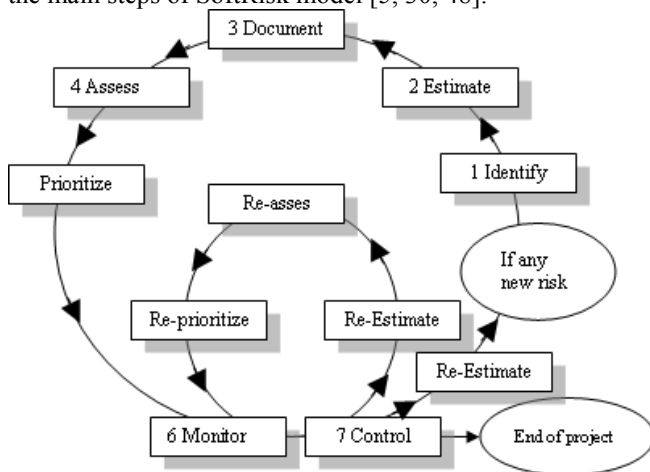 the main steps of SoftRisk model [5, 30, 48].
3 Document
4 Assess
2 Estimate
Prioritize
1 Identify
Re-asses
If any
new risk
Re-prioritize
Re-Estimate
Re-Estimate
6 Monitor
7 Control
End of project